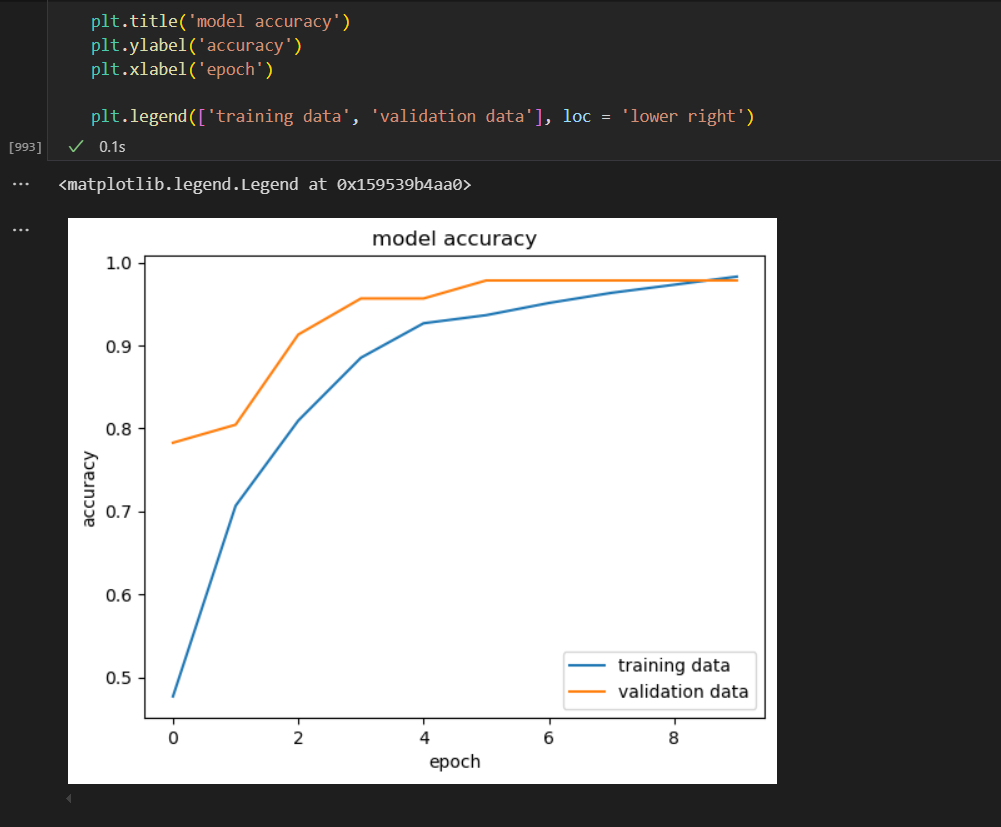 plt.title('model accuracy')
plt.ylabel('accuracy')
plt.xlabel('epoch')
plt.legend(['training data', 'validation data'], loc = 'lower right')
[993] ✓ 0.1s
... <matplotlib.legend.Legend at 0x159539b4aa0>
...
model accuracy
1.0
0.9
0.8
0.7
0.6
0.5
accuracy
training data
validation data
0 2 4 6 8
epoch